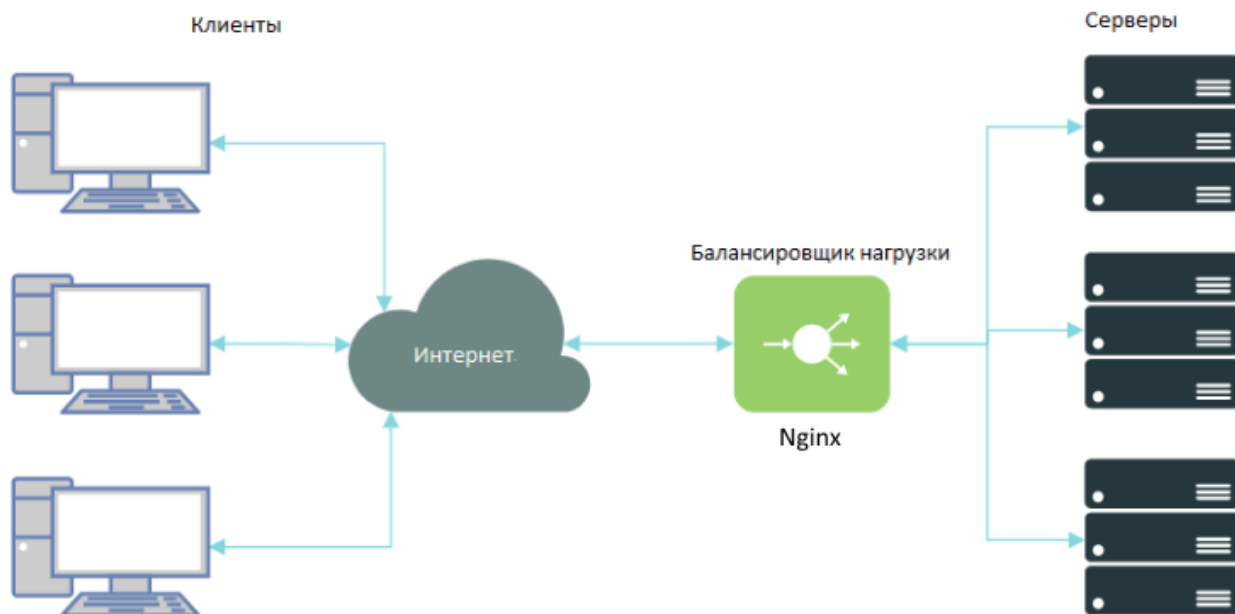 Клиенты
Серверы
Балансировщик нагрузки
Интернет
Nginx